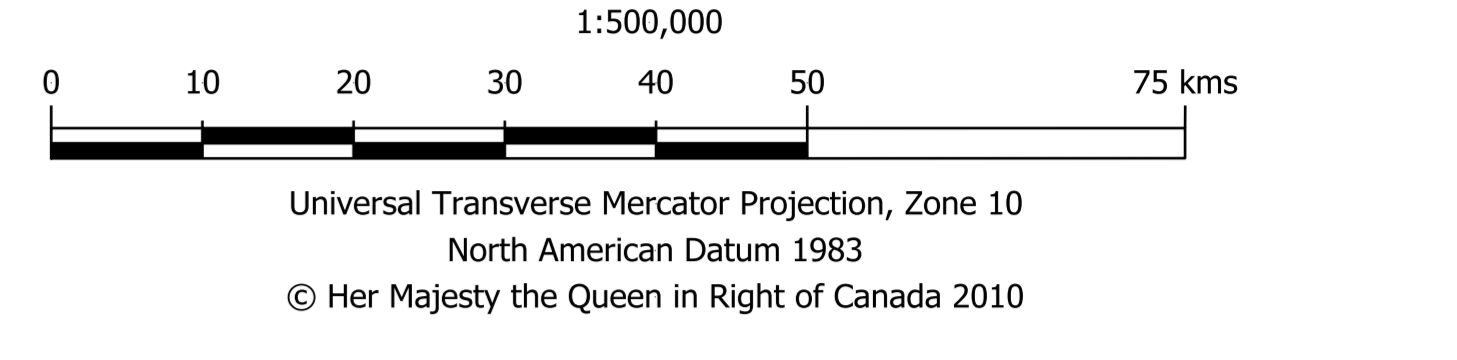 1:500,000
0 10 20 30 40 50 75 kms
Universal Transverse Mercator Projection, Zone 10
North American Datum 1983
© Her Majesty the Queen in Right of Canada 2010